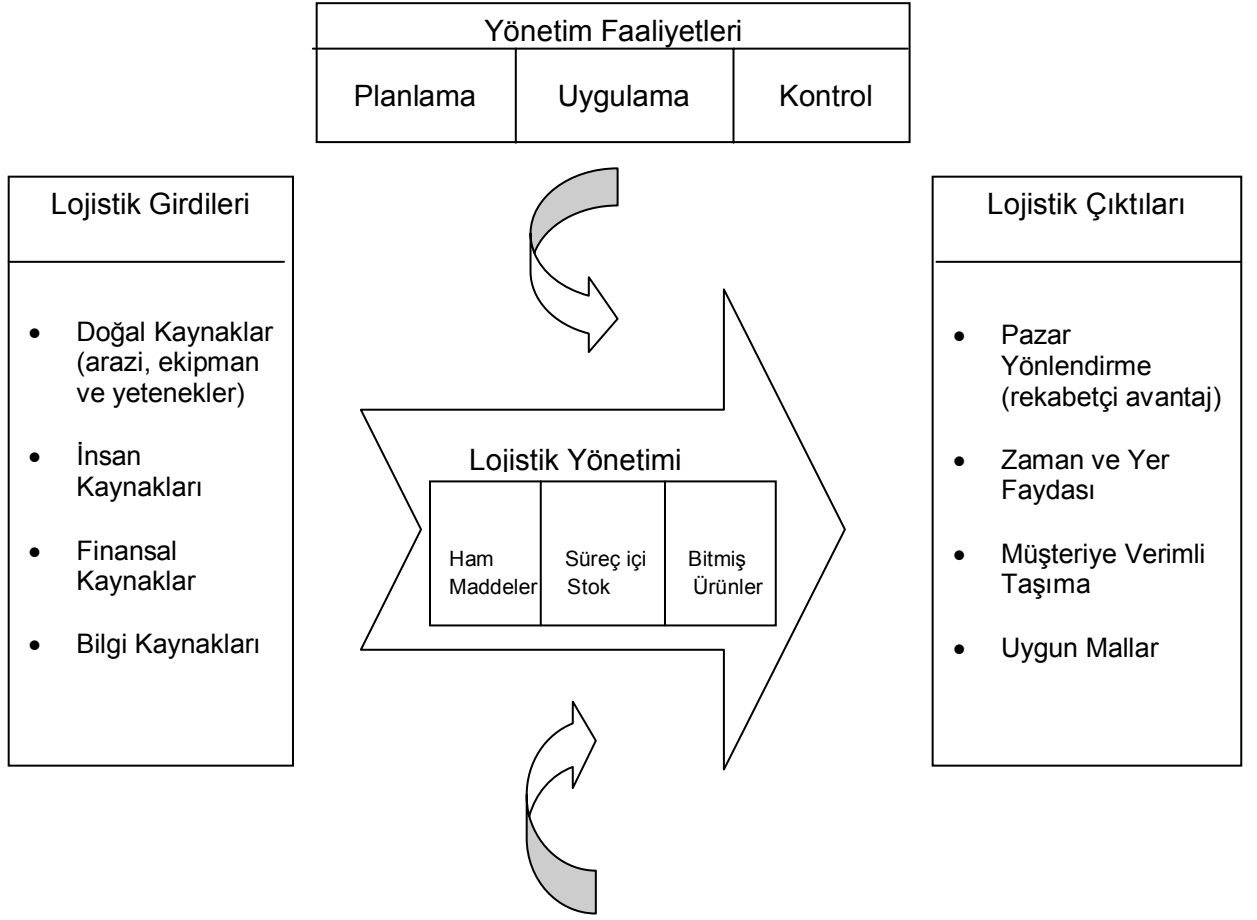 Yönetim Faaliyetleri
Planlama
Uygulama
Kontrol
Lojistik Girdileri
• Doğal Kaynaklar
(arazi, ekipman
ve yetenekler)
• İnsan
Kaynakları
• Finansal
Kaynaklar
• Bilgi Kaynakları
Lojistik Yönetimi
Ham
Maddeler
Süreç içi
Stok
Bitmiş
Ürünler
Lojistik Çıktıları
• Pazar
Yönlendirme
(rekabetçi avantaj)
• Zaman ve Yer
Faydası
• Müşteriye Verimli
Taşıma
• Uygun Mallar